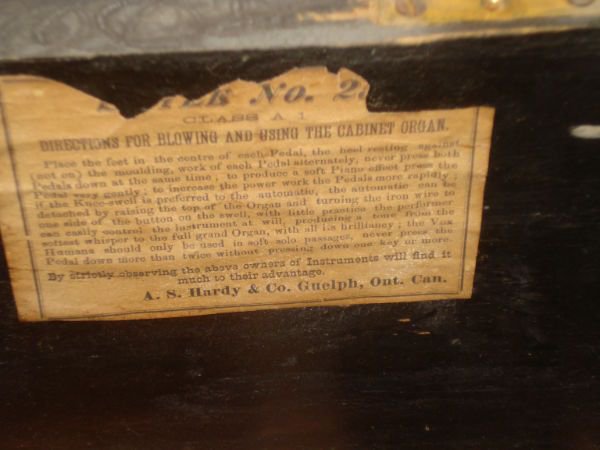 No. 2
CLASS A 1
DIRECTIONS FOR BLOWING AND USING THE CABINET ORGAN.
Place the feet in the centre of each Pedal, the heel resting against
(not on) the moulding, work of each Pedal alternately, never press both
Pedals down at the same time; to produce a soft Piano effect press the
Pedal very gently; to increase the power work the Pedals more rapidly;
if the Knee-swell is preferred to the automatic, the automatic can be
detached by raising the top of the Organ and turning the iron wire to
one side of the button on the swell, with little practice the performer
can easily control the instrument at will, producing a tone from the
softest whisper to the full grand Organ, with all its brilliancy; the Vox
Humana should only be used in soft solo passages, never press the
Pedal down more than twice without pressing down one key or more.
By strictly observing the above owners of Instruments will find it
much to their advantage.
A. S. Hardy & Co. Guelph, Ont. Can.